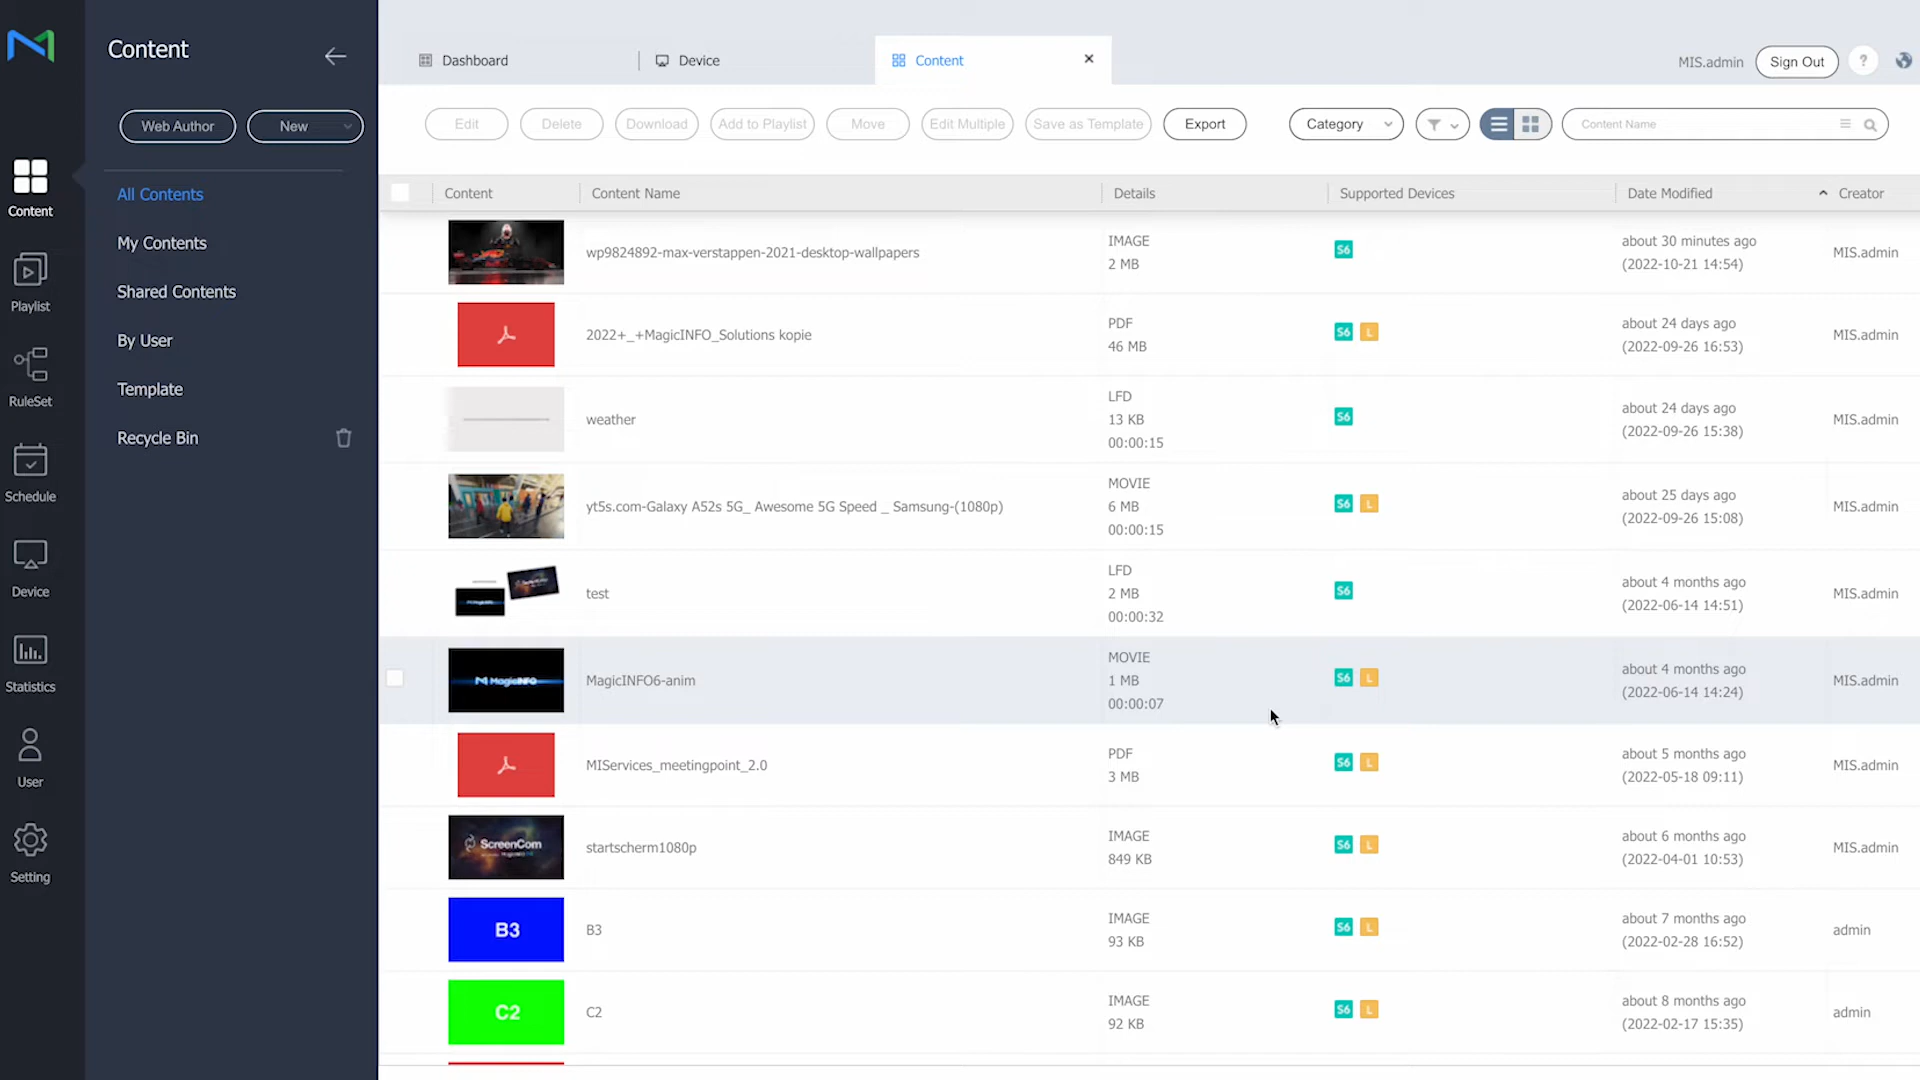 Content
Web Author
New
All Contents
My Contents
Shared Contents
By User
Template
Recycle Bin
Content
Playlist
RuleSet
Schedule
Device
Statistics
User
Setting
Dashboard
Device
Content
MIS.admin
Sign Out
?
Edit
Delete
Download
Add to Playlist
Move
Edit Multiple
Save as Template
Export
Category
Content Name
Content
Content Name
Details
Supported Devices
Date Modified
Creator
wp9824892-max-verstappen-2021-desktop-wallpapers
IMAGE
2 MB
S6
about 30 minutes ago
(2022-10-21 14:54)
MIS.admin
2022+_+MagicINFO_Solutions kopie
PDF
46 MB
S6 L
about 24 days ago
(2022-09-26 16:53)
MIS.admin
weather
LFD
13 KB
00:00:15
S6
about 24 days ago
(2022-09-26 15:38)
MIS.admin
yt5s.com-Galaxy A52s 5G_ Awesome 5G Speed _ Samsung-(1080p)
MOVIE
6 MB
00:00:15
S6 L
about 25 days ago
(2022-09-26 15:08)
MIS.admin
test
LFD
2 MB
00:00:32
S6
about 4 months ago
(2022-06-14 14:51)
MIS.admin
MagicINFO
MagicINFO6-anim
MOVIE
1 MB
00:00:07
S6 L
about 4 months ago
(2022-06-14 14:24)
MIS.admin
MIServices_meetingpoint_2.0
PDF
3 MB
S6 L
about 5 months ago
(2022-05-18 09:11)
MIS.admin
ScreenCom
startscherm1080p
IMAGE
849 KB
S6 L
about 6 months ago
(2022-04-01 10:53)
MIS.admin
B3
B3
IMAGE
93 KB
S6 L
about 7 months ago
(2022-02-28 16:52)
admin
C2
C2
IMAGE
92 KB
S6 L
about 8 months ago
(2022-02-17 15:35)
admin